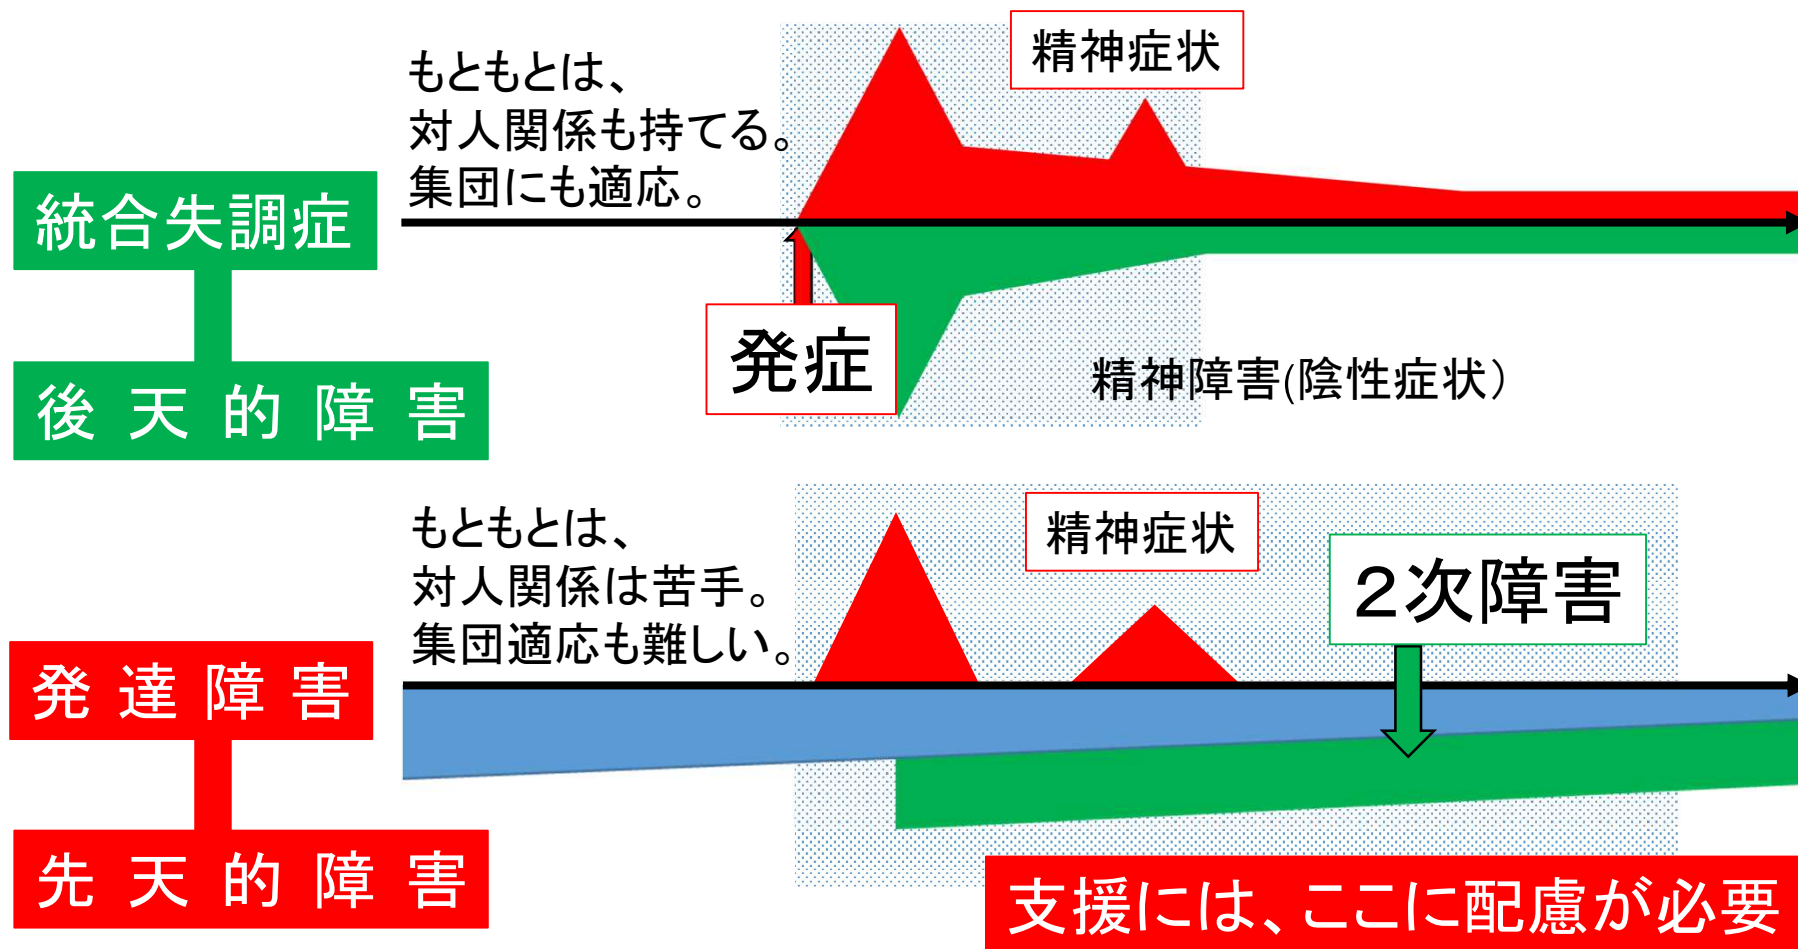 もともとは、
対人関係も持てる。
集団にも適応。
精神症状
統合失調症
発症
後天的障害
精神障害(陰性症状）
もともとは、
対人関係は苦手。
集団適応も難しい。
精神症状
２次障害
発達障害
先天的障害
支援には、ここに配慮が必要